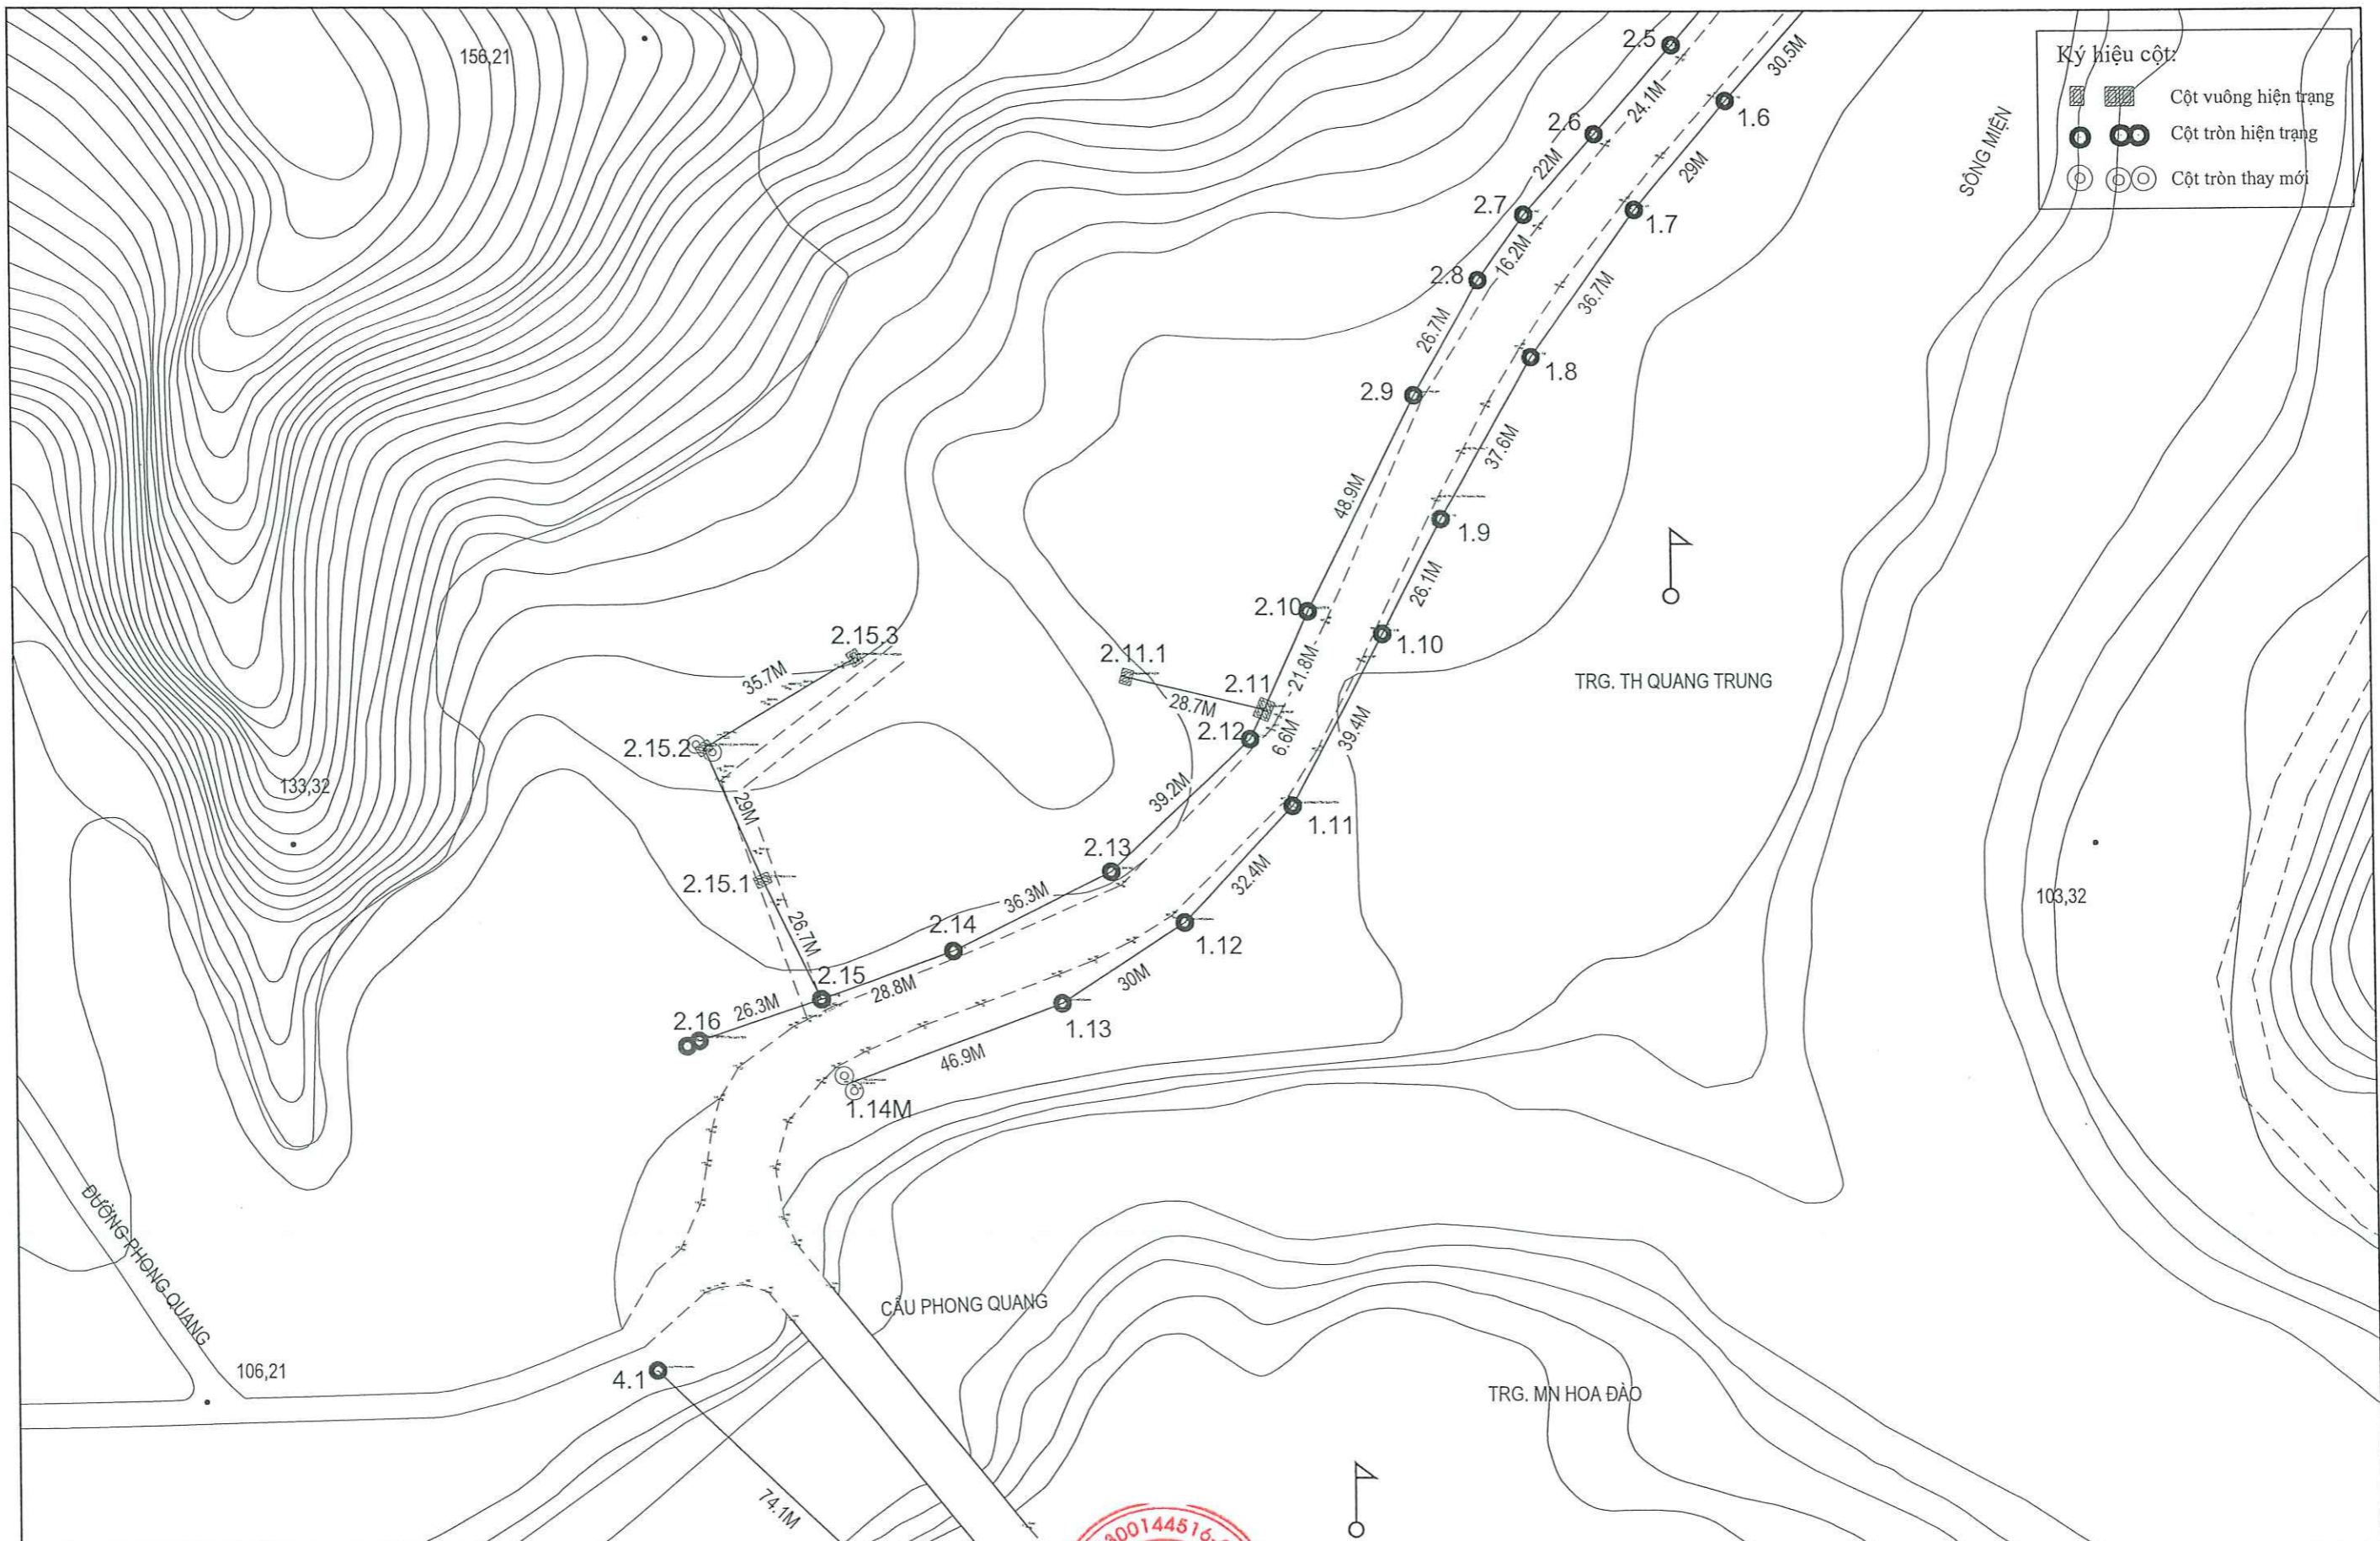 156,21
2.5
30.5M
Ký hiệu cột:
Cột vuông hiện trạng
Cột tròn hiện trạng
Cột tròn thay mới
SÔNG MIỆN
24.1M
1.6
2.6
22M
29M
2.7
1.7
16.2M
2.8
36.7M
26.7M
1.8
2.9
37.6M
48.9M
1.9
26.1M
2.10
1.10
2.15.3
2.11.1
35.7M
21.8M
2.11
28.7M
TRG. TH QUANG TRUNG
2.12
6.6M
39.4M
2.15.2
133,32
29M
39.2M
1.11
2.13
2.15.1
32.4M
36.3M
103,32
26.7M
2.14
1.12
2.15
28.8M
30M
26.3M
2.16
1.13
46.9M
1.14M
ĐƯỜNG PHONG QUANG
CẦU PHONG QUANG
106,21
4.1
TRG. MN HOA ĐÀO
74.1M
300144516